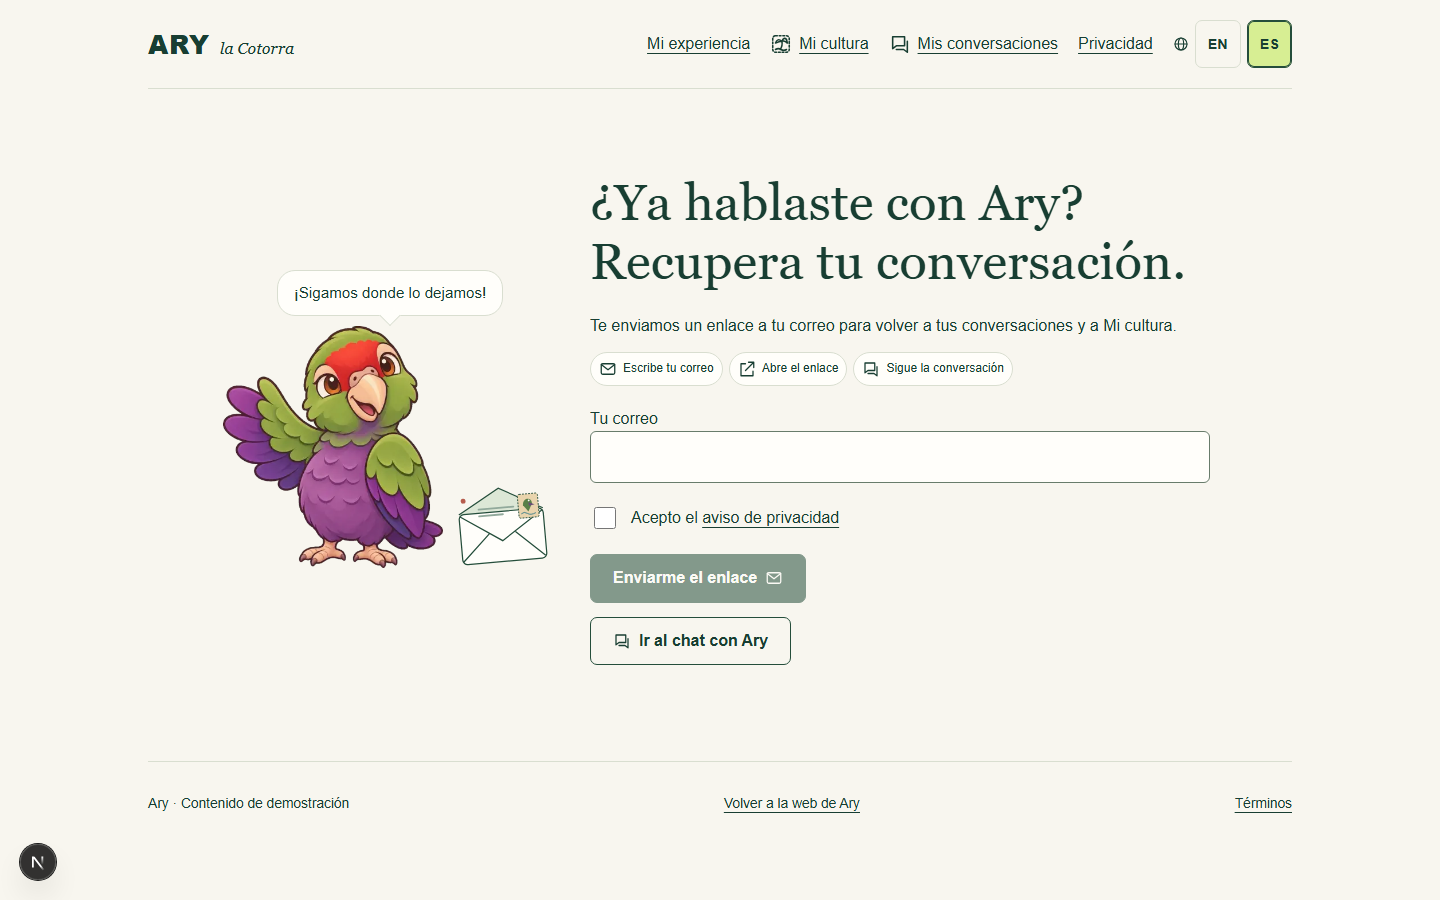 ARY la Cotorra
Mi experiencia
Mi cultura
Mis conversaciones
Privacidad
EN
ES
¿Ya hablaste con Ary?
Recupera tu conversación.
¡Sigamos donde lo dejamos!
Te enviamos un enlace a tu correo para volver a tus conversaciones y a Mi cultura.
Escribe tu correo
Abre el enlace
Sigue la conversación
Tu correo
Acepto el aviso de privacidad
Enviarme el enlace
Ir al chat con Ary
Ary · Contenido de demostración
Volver a la web de Ary
Términos
N